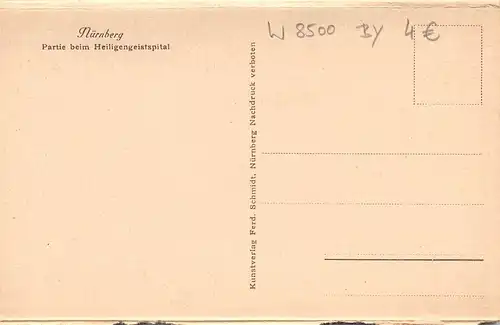 Nürnberg
Partie beim Heiligengeistspital
W 8500 BY 4 €
Kunstverlag Ferd. Schmidt, Nürnberg Nachdruck verboten